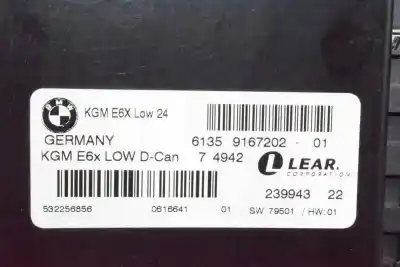 BMW
KGM E6X Low 24
GERMANY 6135 9167202 - 01
KGM E6x LOW D-Can 7 4942
LEAR.
CORPORATION
239943 22
532256856 0616641 01 SW: 79501 / HW: 01